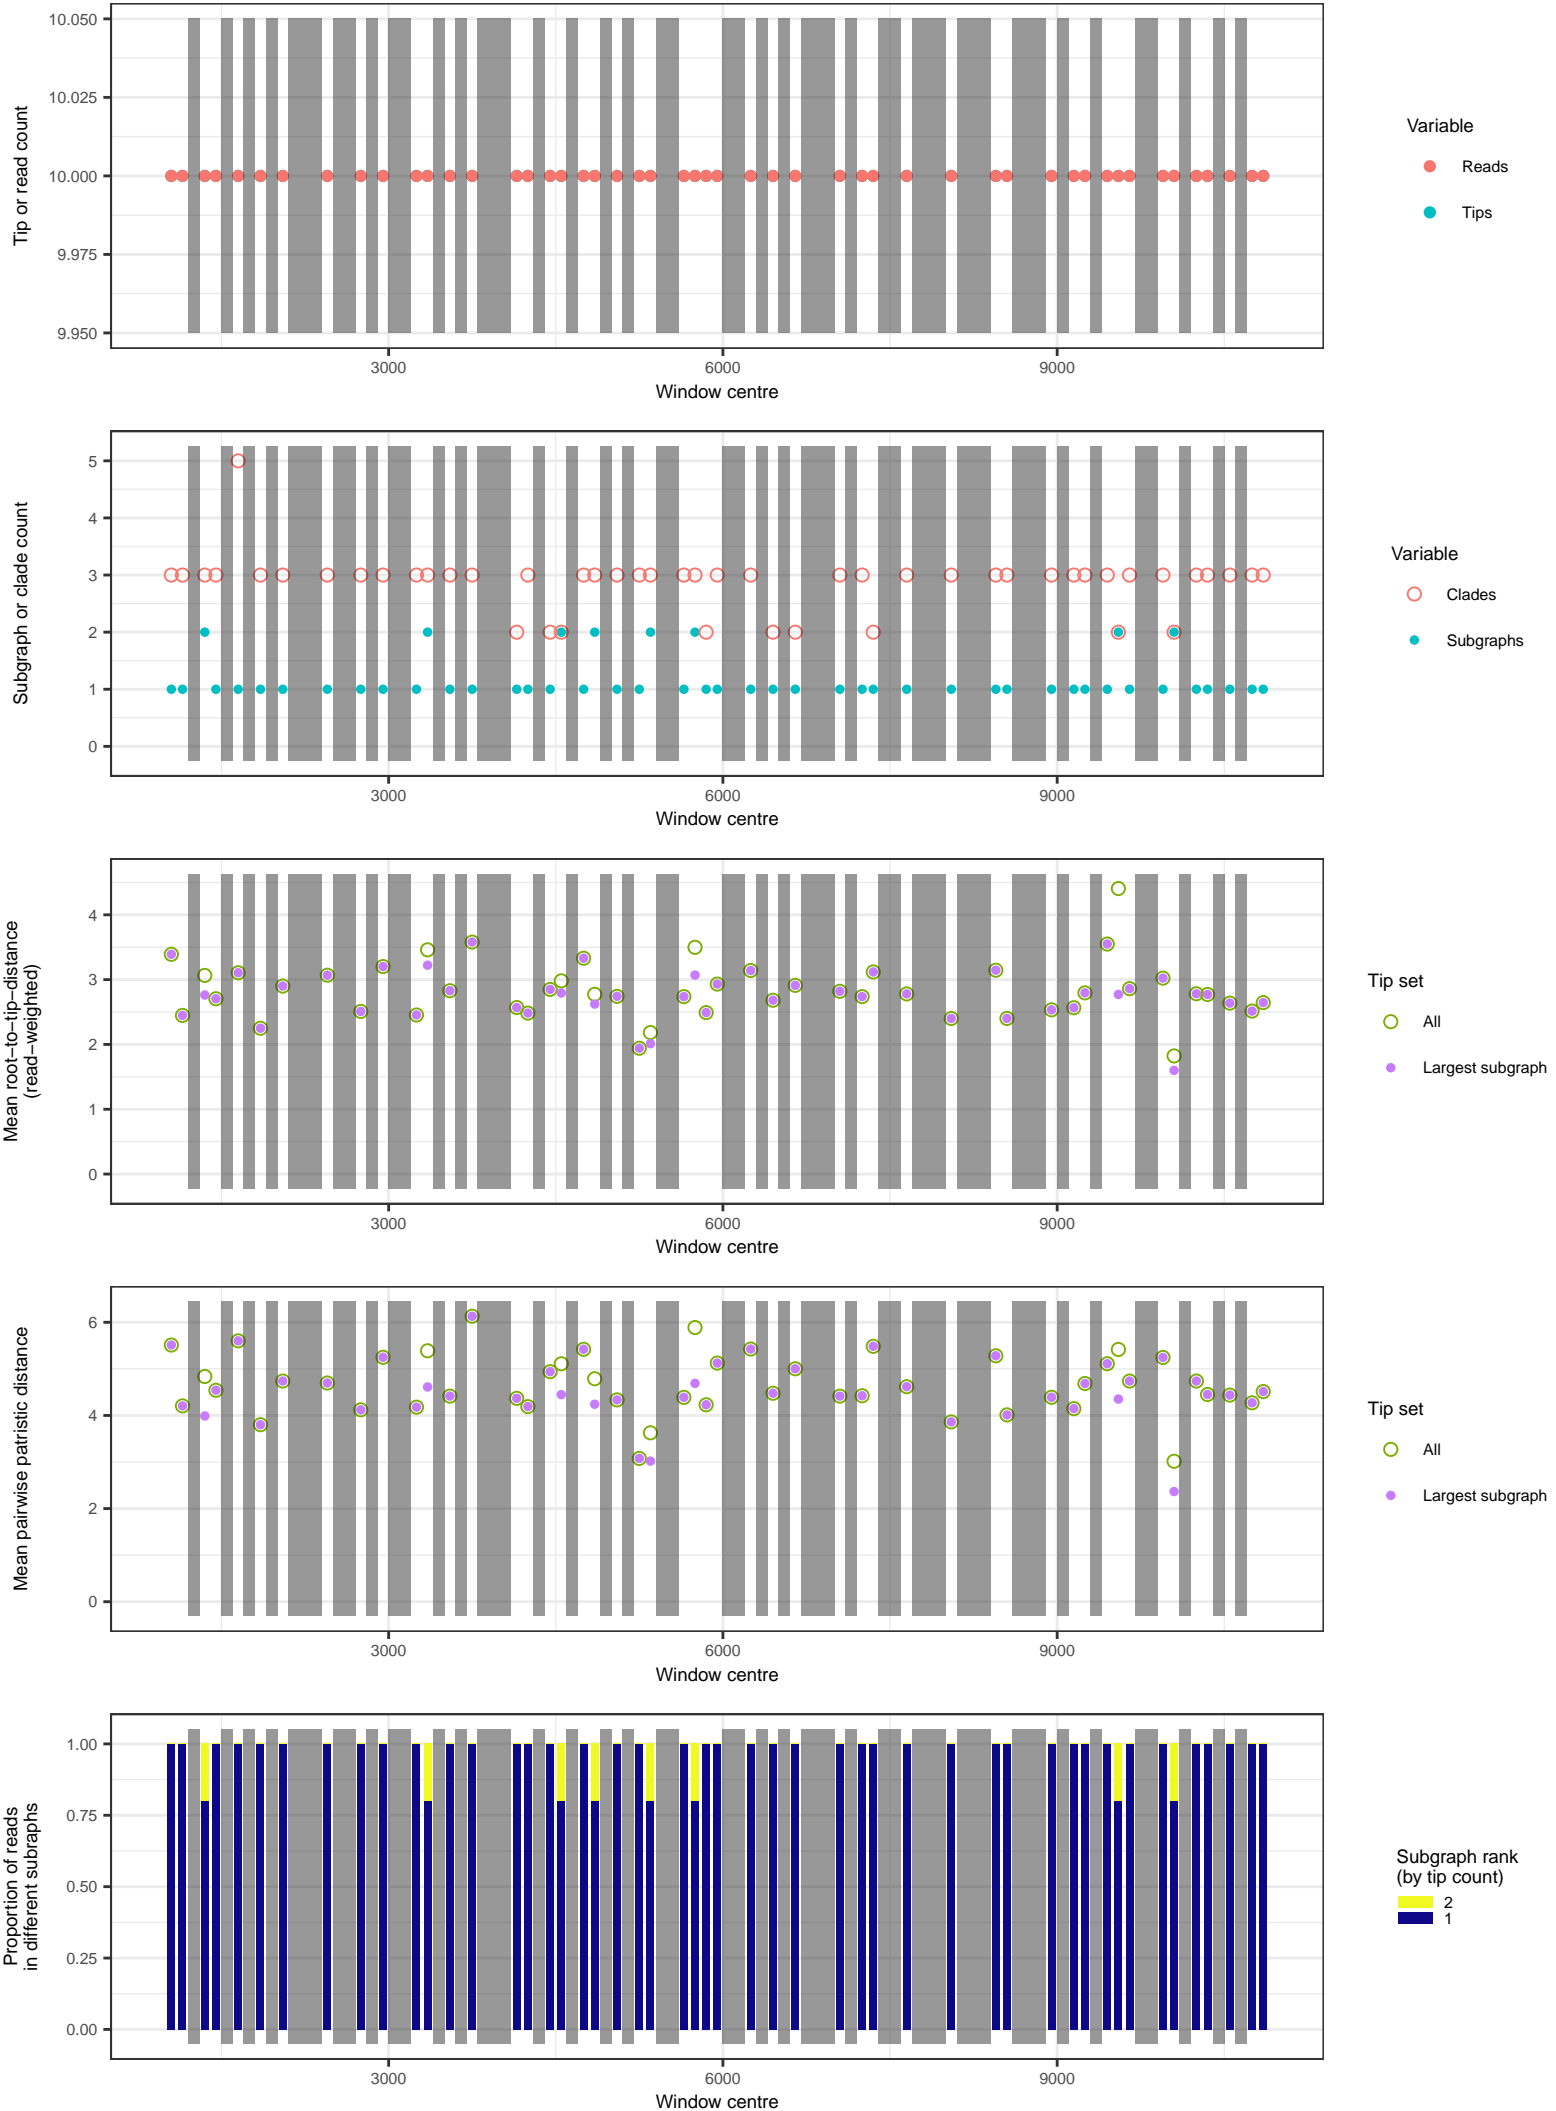 10.050
10.025
10.000
9.975
9.950
Tip or read count
3000 6000 9000
Window centre
Variable
Reads
Tips
5
4
3
2
1
0
Subgraph or clade count
3000 6000 9000
Window centre
Variable
Clades
Subgraphs
4
3
2
1
0
Mean root−to−tip−distance
(read−weighted)
3000 6000 9000
Window centre
Tip set
All
Largest subgraph
6
4
2
0
Mean pairwise patristic distance
3000 6000 9000
Window centre
Tip set
All
Largest subgraph
1.00
0.75
0.50
0.25
0.00
Proportion of reads
in different subraphs
3000 6000 9000
Window centre
Subgraph rank
(by tip count)
2
1